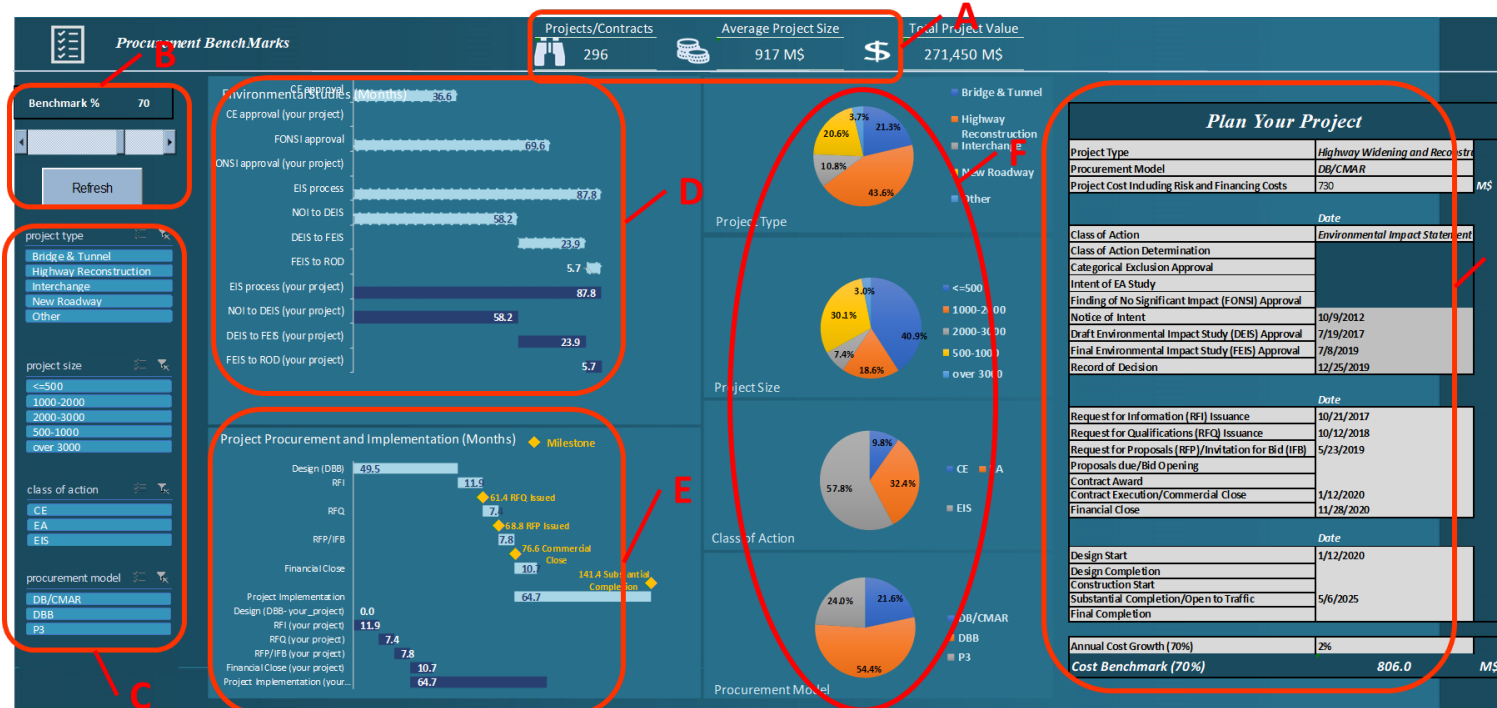 Procurement BenchMarks
Projects/Contracts
296
Average Project Size
917 M$
Total Project Value
271,450 M$
A
B
Benchmark % 70
Refresh
C
project type
Bridge & Tunnel
Highway Reconstruction
Interchange
New Roadway
Other
project size
<=500
1000-2000
2000-3000
500-1000
over 3000
class of action
CE
EA
EIS
procurement model
DB/CMAR
DBB
P3
D
Environmental Studies (Months)
CE approval 36.6
CE approval (your project)
FONSI approval 69.6
ONSI approval (your project)
EIS process 87.8
NOI to DEIS 58.2
DEIS to FEIS 23.9
FEIS to ROD 5.7
EIS process (your project) 87.8
NOI to DEIS (your project) 58.2
DEIS to FEIS (your project) 23.9
FEIS to ROD (your project) 5.7
E
Project Procurement and Implementation (Months) Milestone
Design (DBB) 49.5
RFI 11.9
61.4 RFQ Issued
RFQ 7.4
68.8 RFP Issued
RFP/IFB 7.8
76.6 Commercial
Close
Financial Close 10.7
141.4 Substantial
Completion
Project Implementation 64.7
Design (DBB- your_project) 0.0
RFI (your project) 11.9
RFQ (your project) 7.4
RFP/IFB (your project) 7.8
Financial Close (your project) 10.7
Project Implementation (your... 64.7
F
3.7%
21.3%
20.6%
10.8%
43.6%
Bridge & Tunnel
Highway
Reconstruction
Interchange
New Roadway
Other
Project Type
3.0%
30.1%
40.9%
7.4%
18.6%
<=500
1000-2000
2000-3000
500-1000
over 3000
Project Size
9.8%
57.8%
32.4%
CE
EIS
Class of Action
24.0%
21.6%
54.4%
DB/CMAR
DBB
P3
Procurement Model
Plan Your Project
Project Type Highway Widening and Reconstru
Procurement Model DB/CMAR
Project Cost Including Risk and Financing Costs 730 M$
Date
Class of Action Environmental Impact Statement
Class of Action Determination
Categorical Exclusion Approval
Intent of EA Study
Finding of No Significant Impact (FONSI) Approval
Notice of Intent 10/9/2012
Draft Environmental Impact Study (DEIS) Approval 7/19/2017
Final Environmental Impact Study (FEIS) Approval 7/8/2019
Record of Decision 12/25/2019
Date
Request for Information (RFI) Issuance 10/21/2017
Request for Qualifications (RFQ) Issuance 10/12/2018
Request for Proposals (RFP)/Invitation for Bid (IFB) 5/23/2019
Proposals due/Bid Opening
Contract Award
Contract Execution/Commercial Close 1/12/2020
Financial Close 11/28/2020
Date
Design Start 1/12/2020
Design Completion
Construction Start
Substantial Completion/Open to Traffic 5/6/2025
Final Completion
Annual Cost Growth (70%) 2%
Cost Benchmark (70%) 806.0 M$